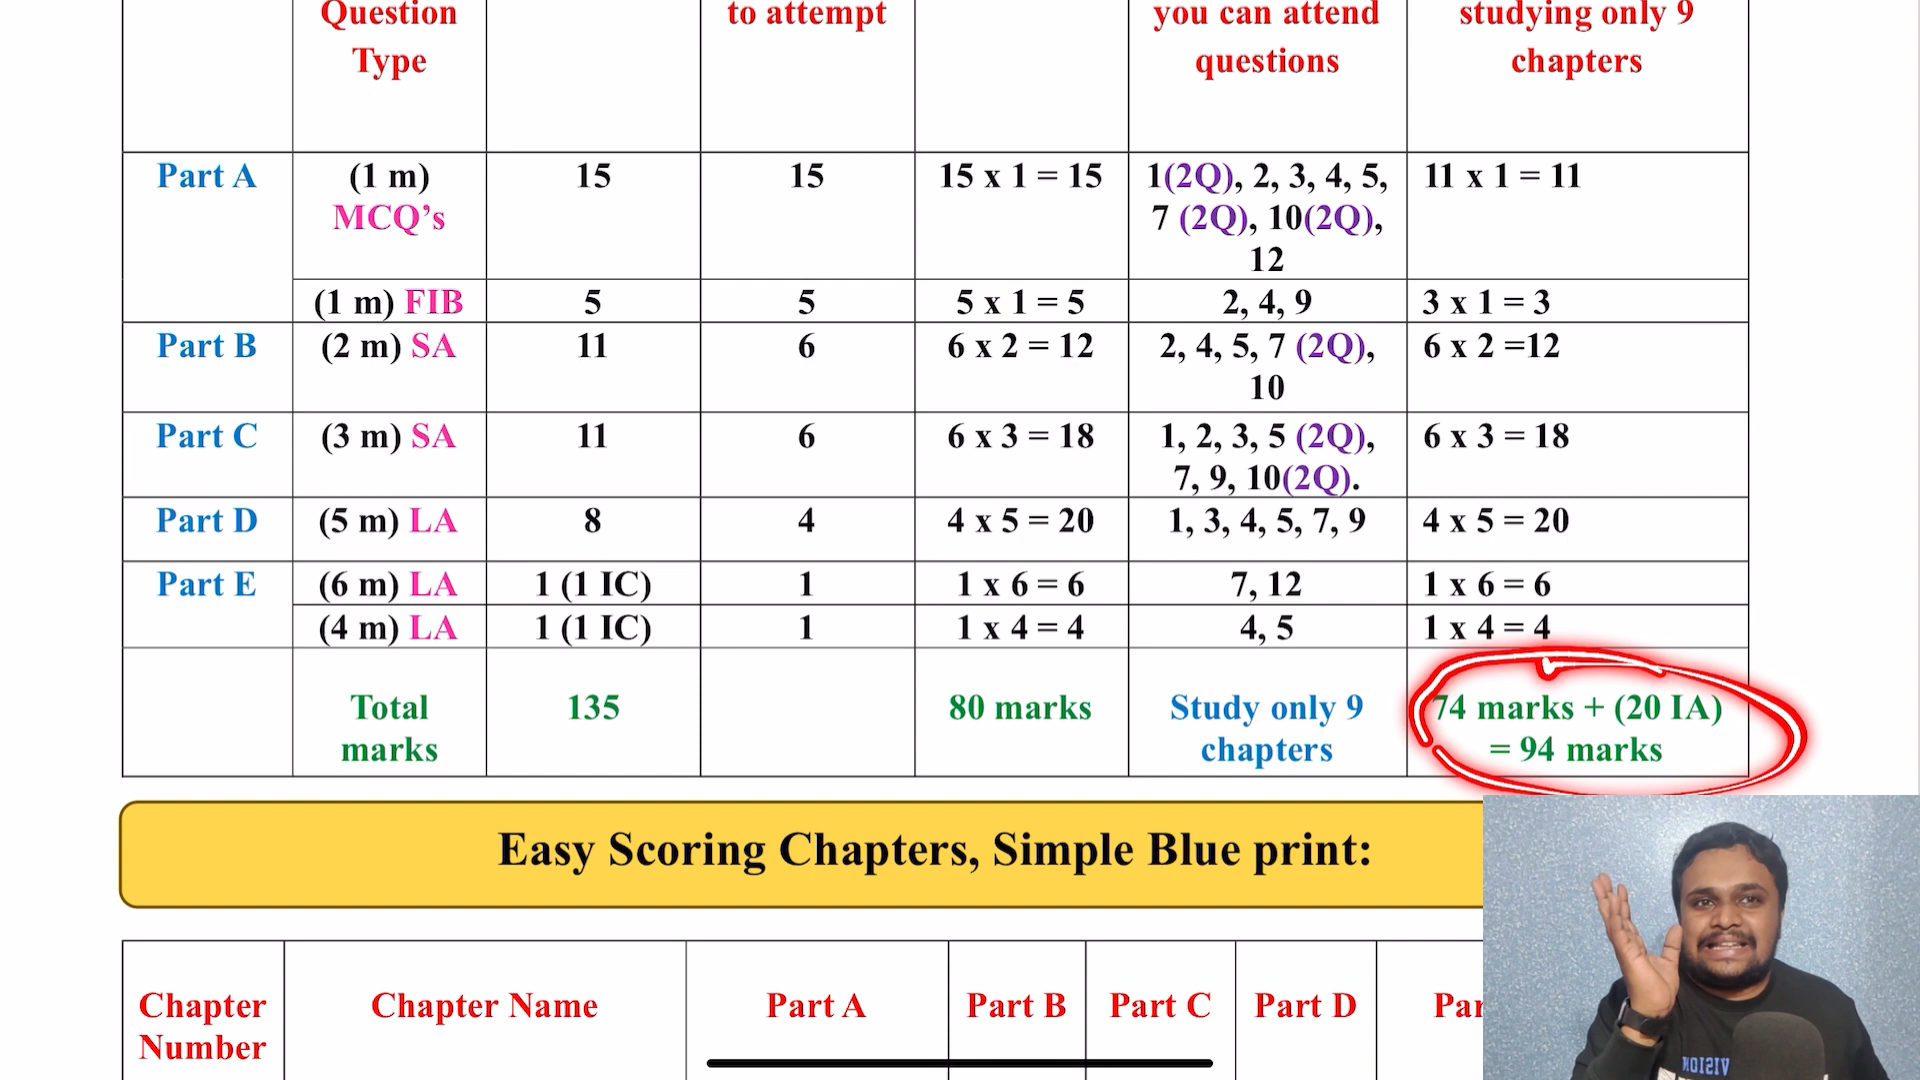 Question
Type
to attempt
you can attend
questions
studying only 9
chapters
Part A
(1 m)
MCQ’s
15
15
15 x 1 = 15
1(2Q), 2, 3, 4, 5,
7 (2Q), 10(2Q),
12
11 x 1 = 11
(1 m) FIB
5
5
5 x 1 = 5
2, 4, 9
3 x 1 = 3
Part B
(2 m) SA
11
6
6 x 2 = 12
2, 4, 5, 7 (2Q),
10
6 x 2 =12
Part C
(3 m) SA
11
6
6 x 3 = 18
1, 2, 3, 5 (2Q),
7, 9, 10(2Q).
6 x 3 = 18
Part D
(5 m) LA
8
4
4 x 5 = 20
1, 3, 4, 5, 7, 9
4 x 5 = 20
Part E
(6 m) LA
1 (1 IC)
1
1 x 6 = 6
7, 12
1 x 6 = 6
(4 m) LA
1 (1 IC)
1
1 x 4 = 4
4, 5
1 x 4 = 4
Total
marks
135
80 marks
Study only 9
chapters
74 marks + (20 IA)
= 94 marks
Easy Scoring Chapters, Simple Blue print:
Chapter
Number
Chapter Name
Part A
Part B
Part C
Part D
Par
VISION